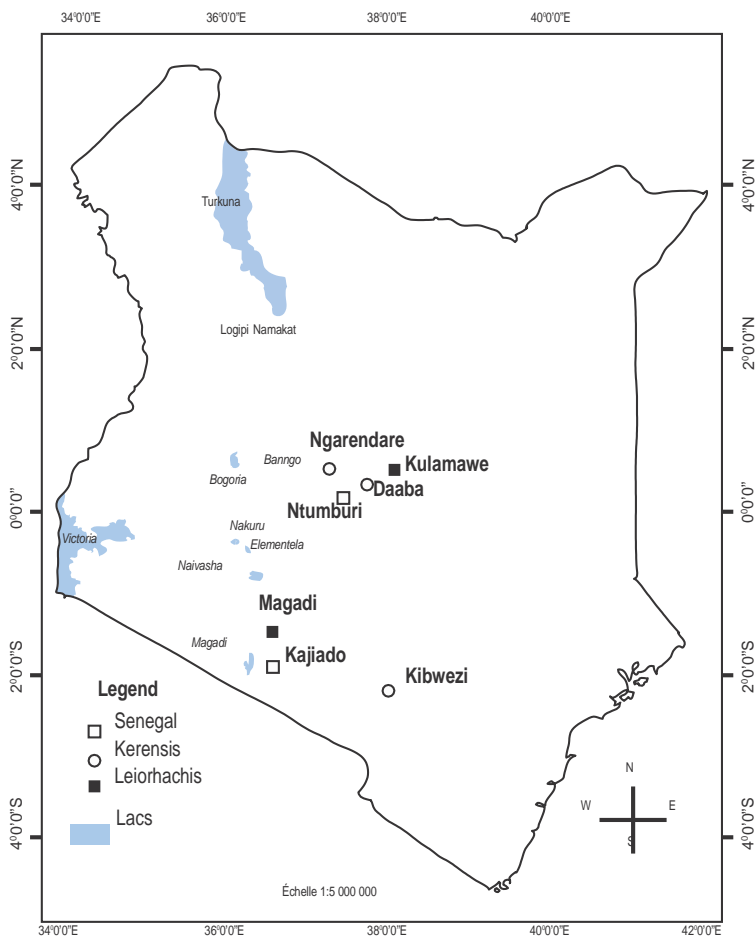 34°0'0"E 36°0'0"E 38°0'0"E 40°0'0"E
4°0'0"N 4°0'0"N
Turkuna
Logipi Namakat
2°0'0"N 2°0'0"N
Ngarendare
Banngo
Kulamawe
Bogoria
Daaba
Ntumburi
0°0'0" 0°0'0"
Nakuru
Victoria
Elementela
Naivasha
Magadi
Magadi
Kajiado
Kibwezi
2°0'0"S 2°0'0"S
Legend
Senegal
Kerensis
Leiorhachis
Lacs
N
W E
S
4°0'0"S 4°0'0"S
Échelle 1:5 000 000
34°0'0"E 36°0'0"E 38°0'0"E 40°0'0"E 42°0'0"E